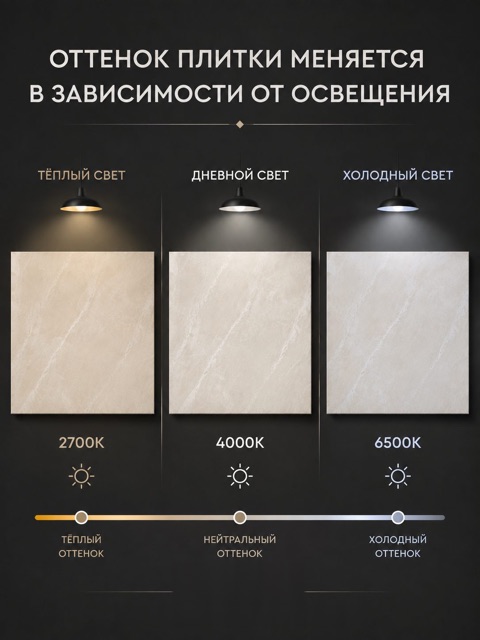 ОТТЕНОК ПЛИТКИ МЕНЯЕТСЯ
В ЗАВИСИМОСТИ ОТ ОСВЕЩЕНИЯ
ТЁПЛЫЙ СВЕТ
ДНЕВНОЙ СВЕТ
ХОЛОДНЫЙ СВЕТ
2700K
4000K
6500K
ТЁПЛЫЙ
ОТТЕНОК
НЕЙТРАЛЬНЫЙ
ОТТЕНОК
ХОЛОДНЫЙ
ОТТЕНОК